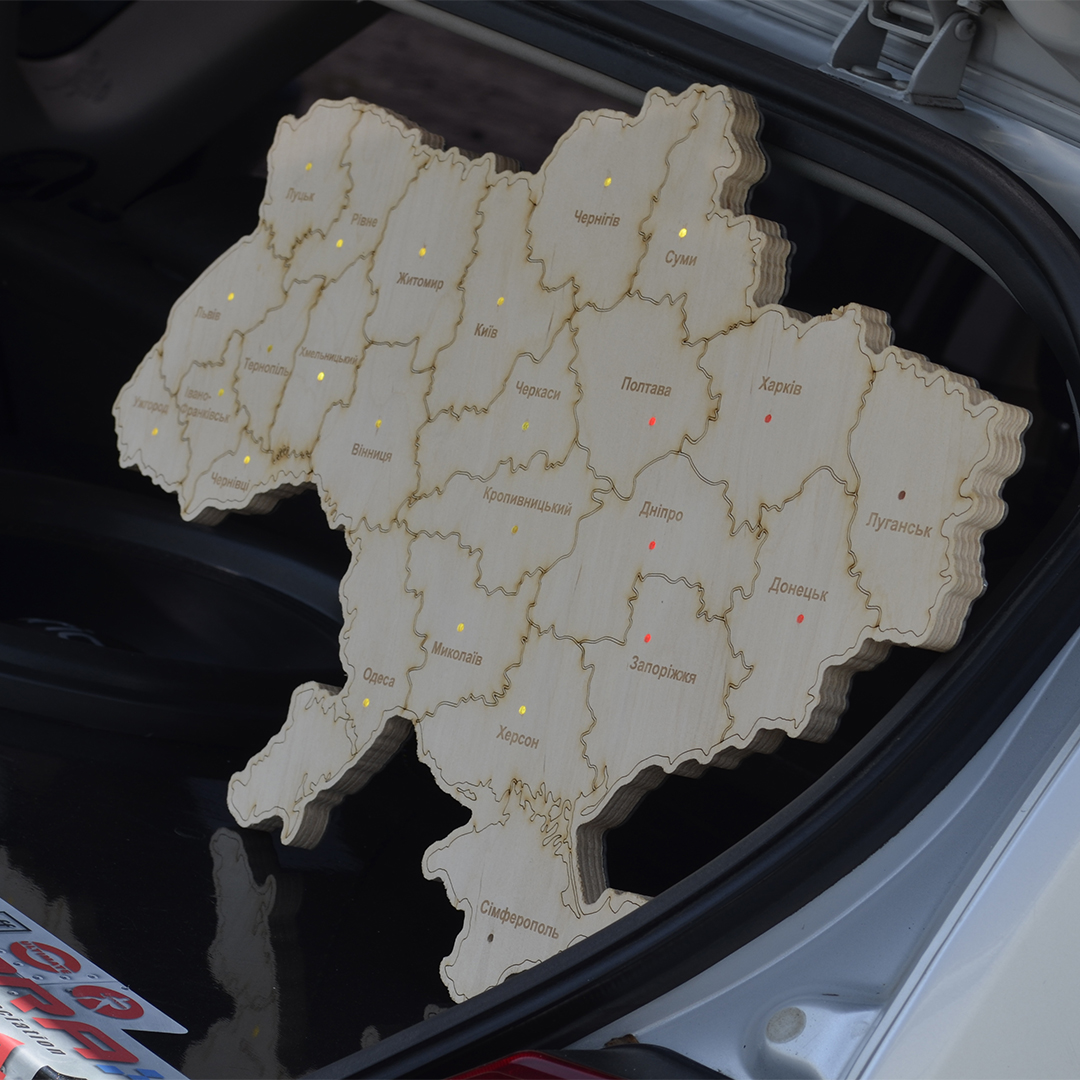 Луцьк
Рівне
Чернігів
Суми
Житомир
Київ
Львів
Тернопіль
Хмельницький
Ужгород
Івано-
Франківськ
Чернівці
Вінниця
Черкаси
Полтава
Харків
Кропивницький
Дніпро
Луганськ
Донецьк
Миколаїв
Запоріжжя
Одеса
Херсон
Сімферополь